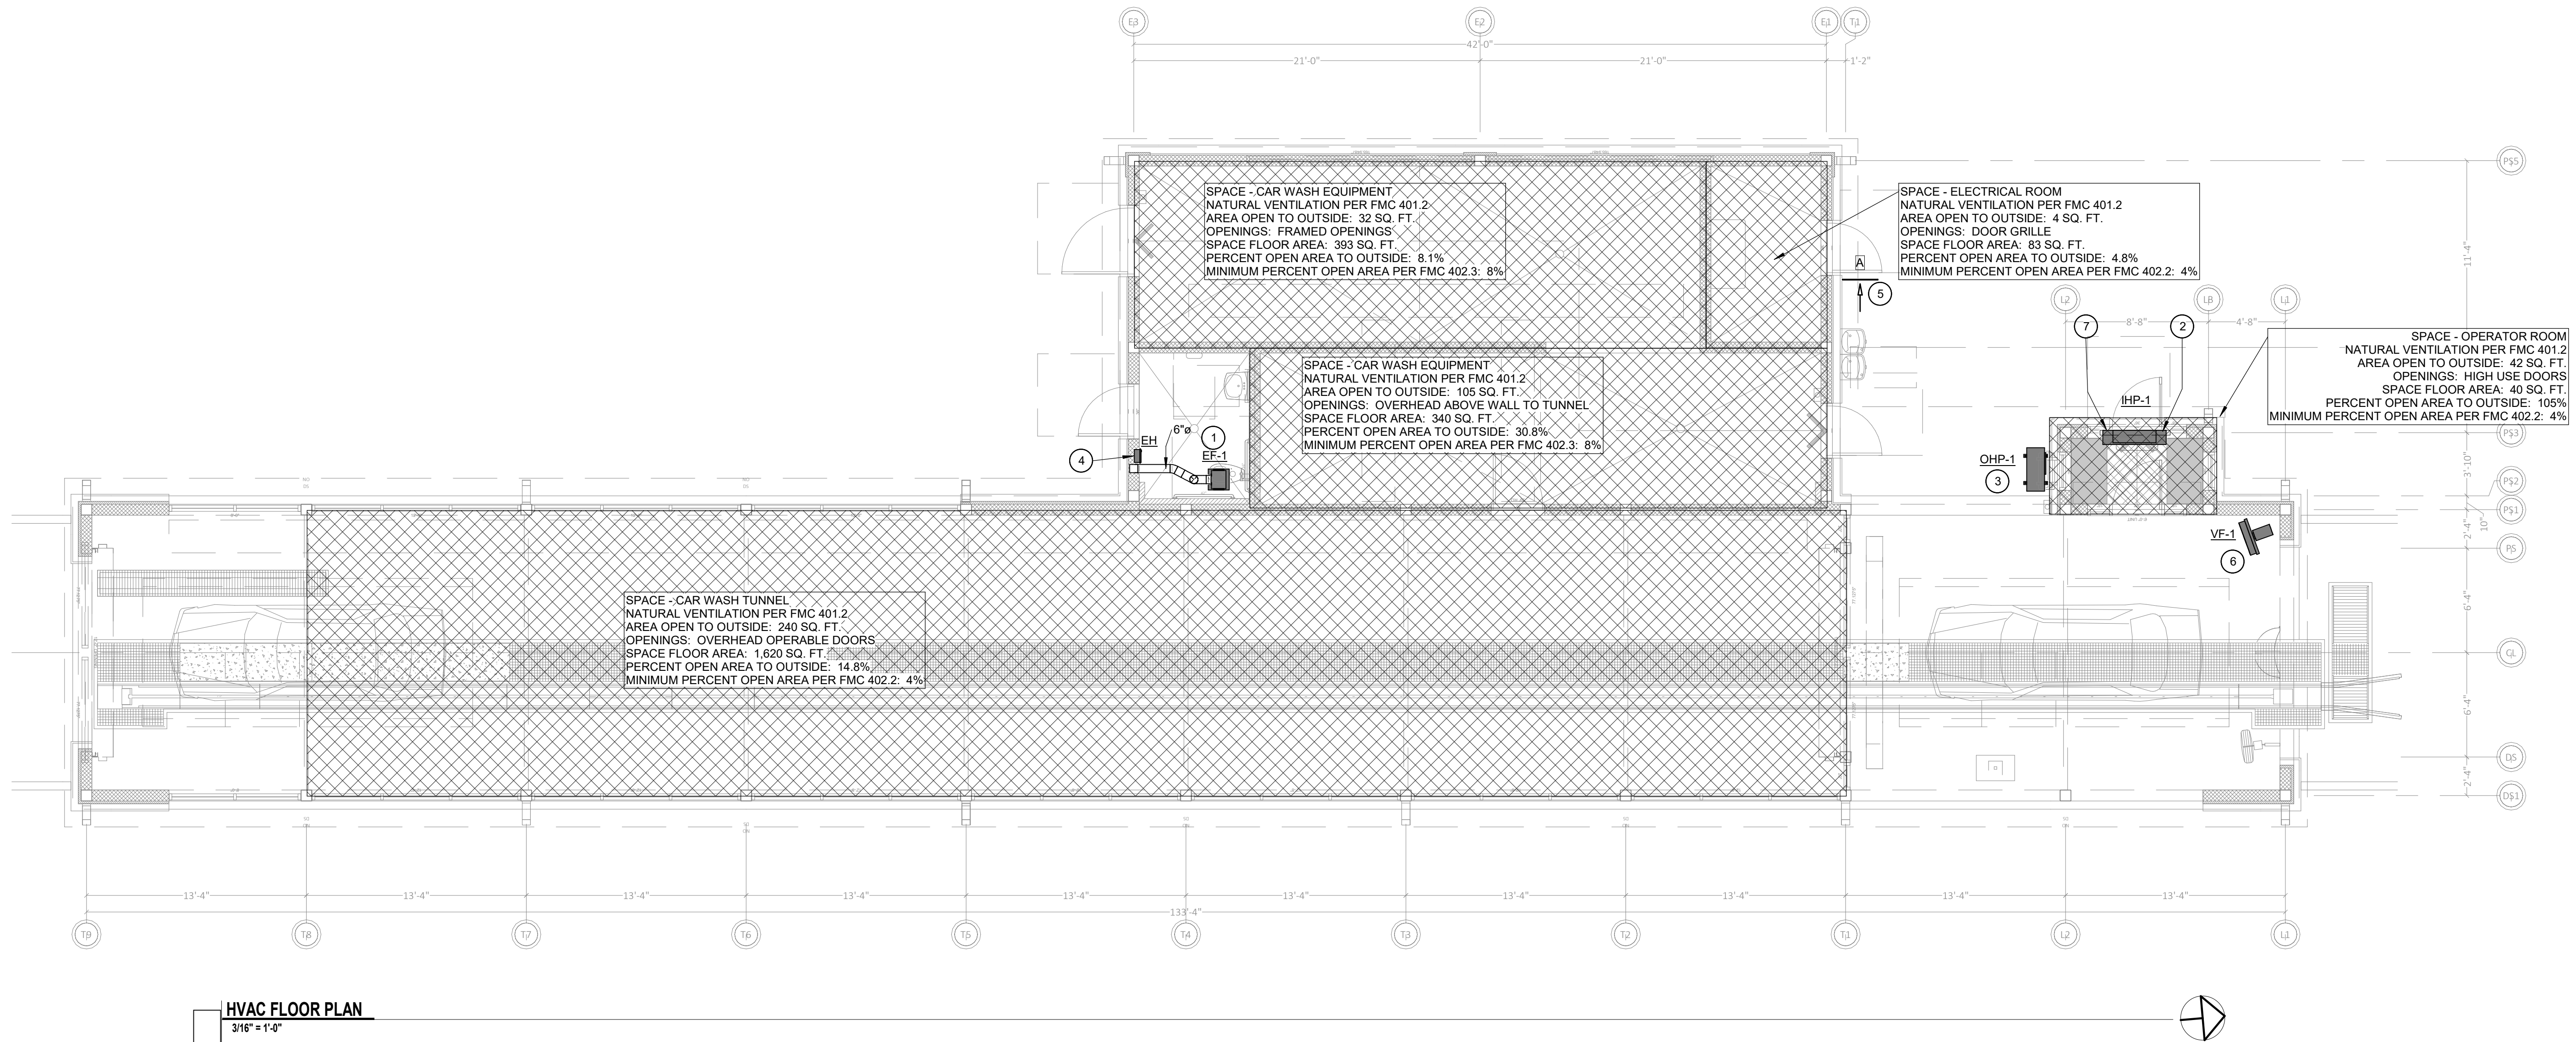 E3
E2
E1
T1
42'-0"
21'-0"
21'-0"
1'-2"
PS5
SPACE - CAR WASH EQUIPMENT
NATURAL VENTILATION PER FMC 401.2
AREA OPEN TO OUTSIDE: 32 SQ. FT.
OPENINGS: FRAMED OPENINGS
SPACE FLOOR AREA: 393 SQ. FT.
PERCENT OPEN AREA TO OUTSIDE: 8.1%
MINIMUM PERCENT OPEN AREA PER FMC 402.3: 8%
SPACE - ELECTRICAL ROOM
NATURAL VENTILATION PER FMC 401.2
AREA OPEN TO OUTSIDE: 4 SQ. FT.
OPENINGS: DOOR GRILLE
SPACE FLOOR AREA: 83 SQ. FT.
PERCENT OPEN AREA TO OUTSIDE: 4.8%
MINIMUM PERCENT OPEN AREA PER FMC 402.2: 4%
11'-4"
A
5
L2
LB
L1
8'-8"
4'-8"
7
2
SPACE - OPERATOR ROOM
NATURAL VENTILATION PER FMC 401.2
AREA OPEN TO OUTSIDE: 42 SQ. FT.
OPENINGS: HIGH USE DOORS
SPACE FLOOR AREA: 40 SQ. FT.
PERCENT OPEN AREA TO OUTSIDE: 105%
MINIMUM PERCENT OPEN AREA PER FMC 402.2: 4%
SPACE - CAR WASH EQUIPMENT
NATURAL VENTILATION PER FMC 401.2
AREA OPEN TO OUTSIDE: 105 SQ. FT.
OPENINGS: OVERHEAD ABOVE WALL TO TUNNEL
SPACE FLOOR AREA: 340 SQ. FT.
PERCENT OPEN AREA TO OUTSIDE: 30.8%
MINIMUM PERCENT OPEN AREA PER FMC 402.3: 8%
IHP-1
6"ø
1
EH
EF-1
4
PS3
OHP-1
3
3'-10"
PS2
PS1
10"
2'-4"
VF-1
6
PS
6'-4"
SPACE - CAR WASH TUNNEL
NATURAL VENTILATION PER FMC 401.2
AREA OPEN TO OUTSIDE: 240 SQ. FT.
OPENINGS: OVERHEAD OPERABLE DOORS
SPACE FLOOR AREA: 1,620 SQ. FT.
PERCENT OPEN AREA TO OUTSIDE: 14.8%
MINIMUM PERCENT OPEN AREA PER FMC 402.2: 4%
CL
6'-4"
DS
2'-4"
DS1
13'-4"
13'-4"
13'-4"
13'-4"
13'-4"
13'-4"
13'-4"
13'-4"
13'-4"
13'-4"
133'-4"
T9
T8
T7
T6
T5
T4
T3
T2
T1
L2
L1
HVAC FLOOR PLAN
3/16" = 1'-0"